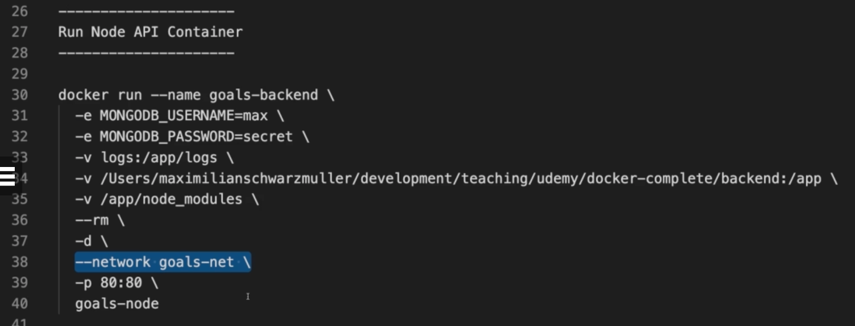 26 ---------------------
27 Run Node API Container
28 ---------------------
29
30 docker run --name goals-backend \
31 -e MONGODB_USERNAME=max \
32 -e MONGODB_PASSWORD=secret \
33 -v logs:/app/logs \
34 -v /Users/maximilianschwarzmuller/development/teaching/udemy/docker-complete/backend:/app \
35 -v /app/node_modules \
36 --rm \
37 -d \
38 --network goals-net \
39 -p 80:80 \
40 goals-node
41